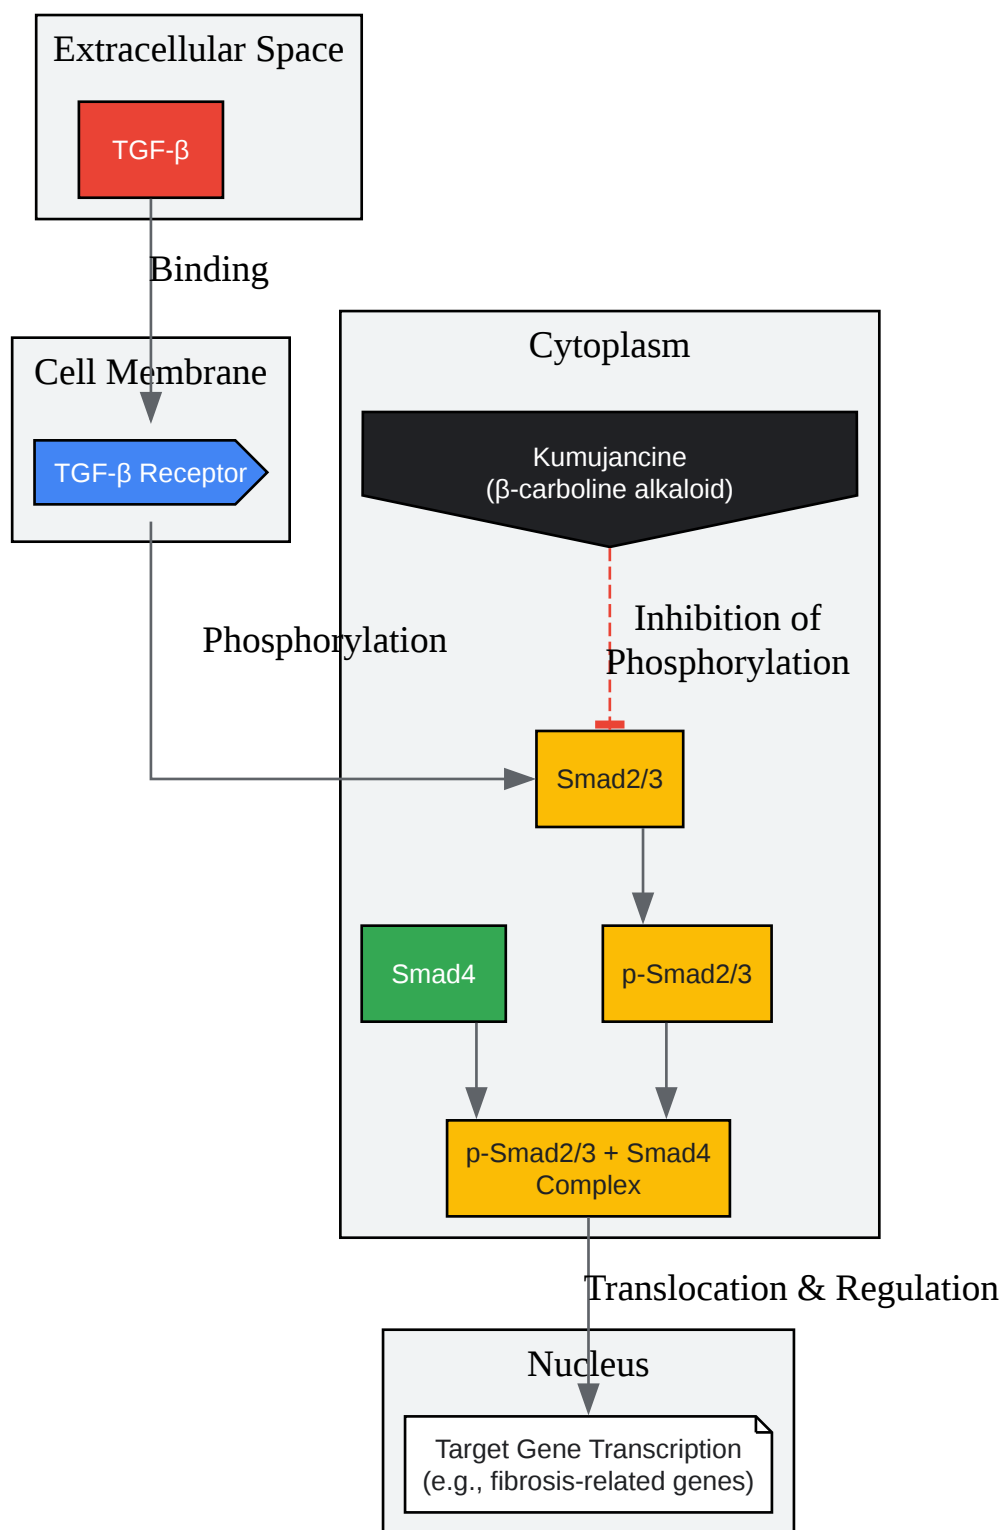 Extracellular Space
TGF-β
Binding
Cell Membrane
TGF-β Receptor
Cytoplasm
Kumujancine
(β-carboline alkaloid)
Phosphorylation
Inhibition of
Phosphorylation
Smad2/3
Smad4
p-Smad2/3
p-Smad2/3 + Smad4
Complex
Translocation & Regulation
Nucleus
Target Gene Transcription
(e.g., fibrosis-related genes)